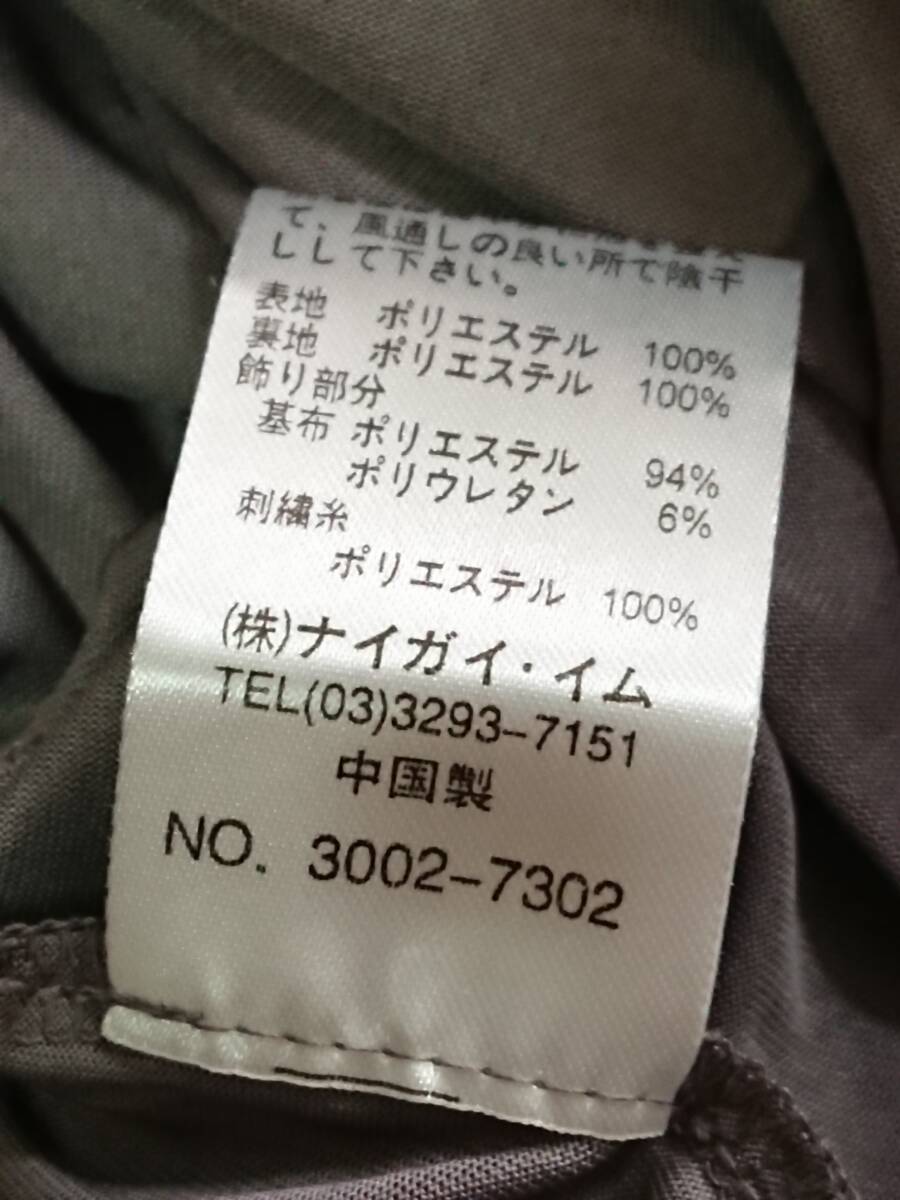 て、風通しの良い所で陰干
しして下さい。
表地 ポリエステル 100%
裏地 ポリエステル 100%
飾り部分
基布 ポリエステル 94%
ポリウレタン 6%
刺繍糸
ポリエステル 100%
(株)ナイガイ・イム
TEL(03)3293-7151
中国製
NO. 3002-7302